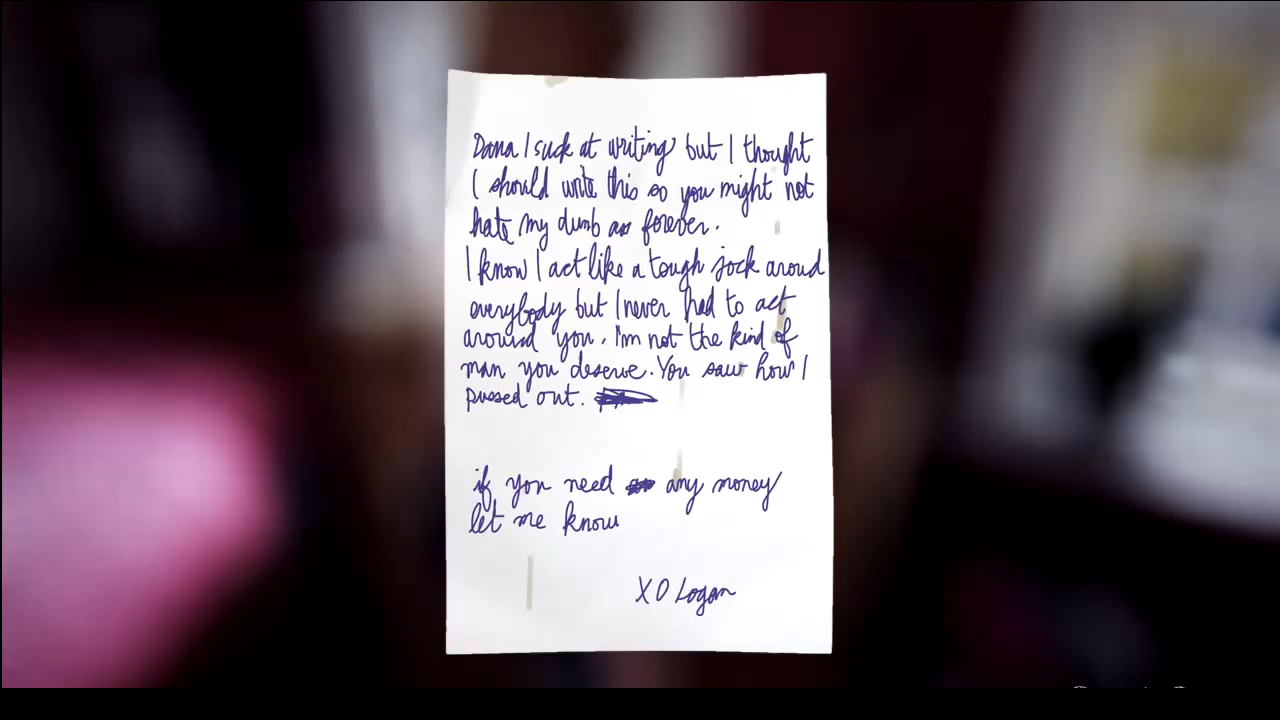 Dana I suck at writing but I thought
I should write this so you might not
hate my dumb ass forever.
I know I act like a tough jock aroud
everybody but I never had to act
around you. I'm not the kind of
man you deserve. You saw how I
pussed out.
if you need any money
let me know
XO Logan